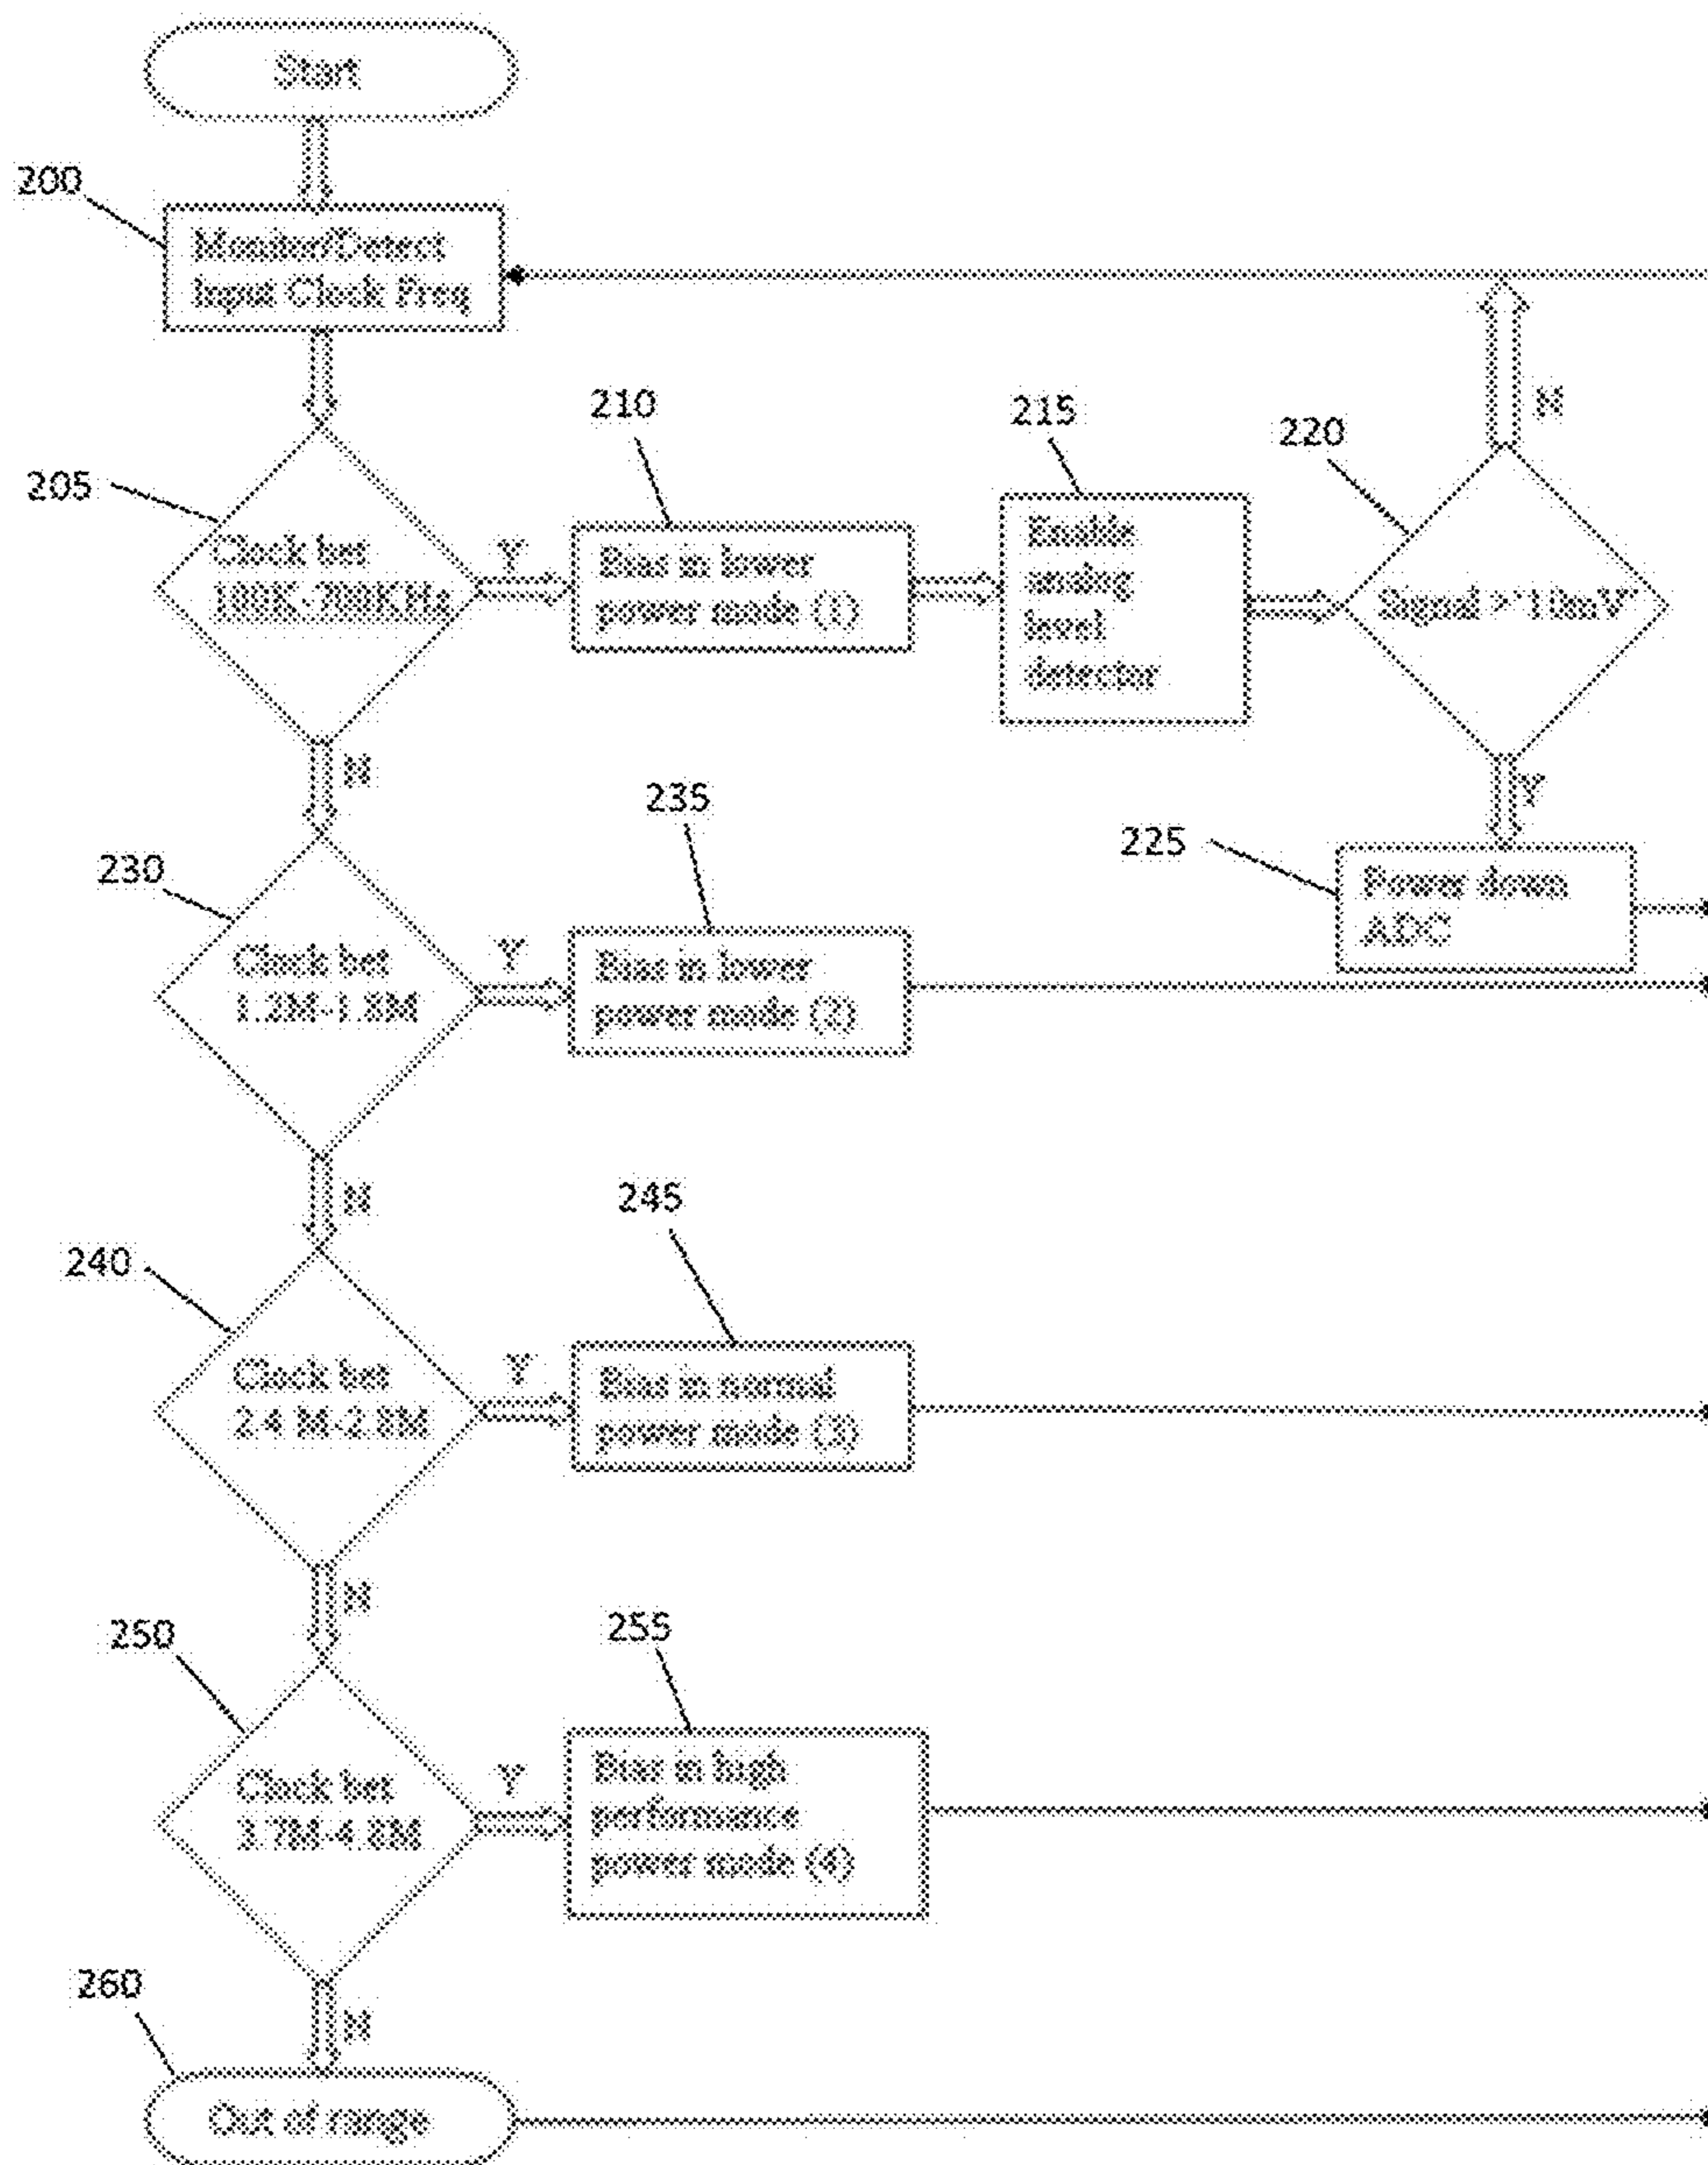 Start
200
Monitor/Detect
Input Clock Freq
205
Clock bet
Y
210
Bias in lower
power mode (1)
215
Enable
analog
level
detector
220
Signal >
N
Y
225
Power down
ADC
N
230
Clock bet
1.2M-1.8M
Y
235
Bias in lower
power mode (2)
N
240
Clock bet
2.4 M-2.8M
Y
245
Bias in normal
power mode (3)
N
250
Clock bet
3.7M-4.8M
Y
255
Bias in high
performance
power mode (4)
N
260
Out of range